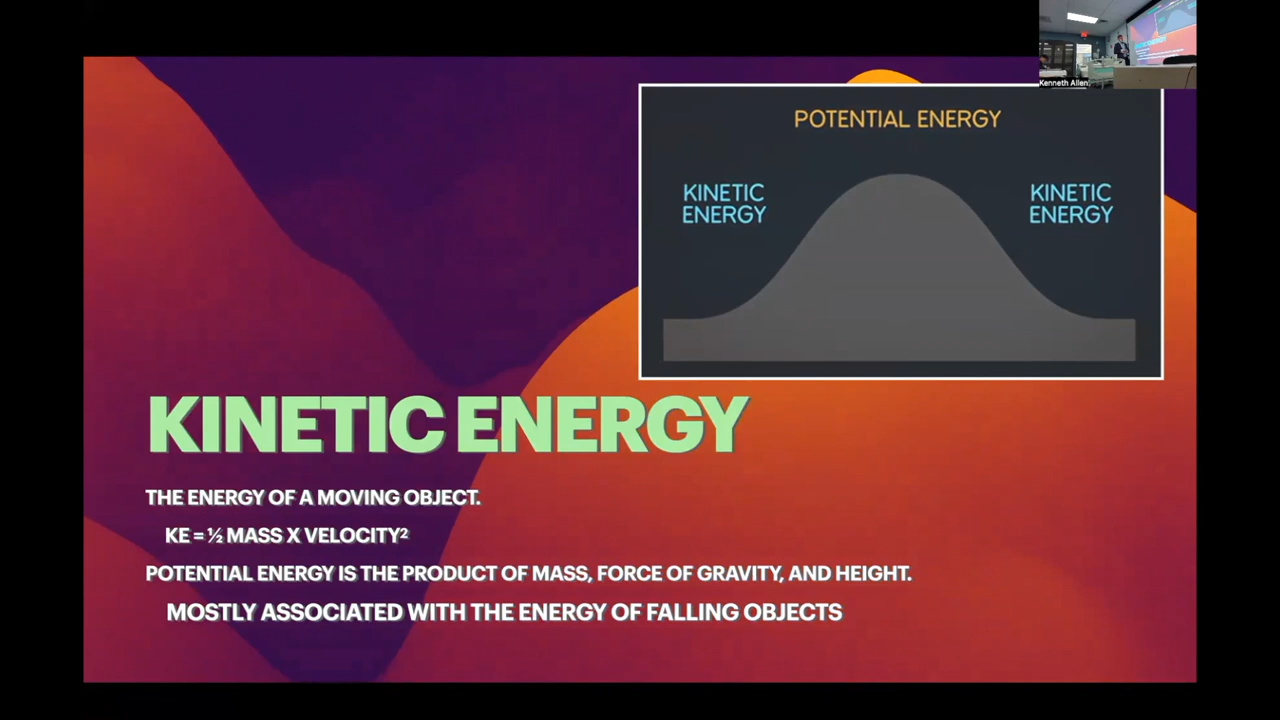 Kenneth Allen
POTENTIAL ENERGY
KINETIC
ENERGY
KINETIC
ENERGY
KINETIC ENERGY
THE ENERGY OF A MOVING OBJECT.
KE = ½ MASS X VELOCITY²
POTENTIAL ENERGY IS THE PRODUCT OF MASS, FORCE OF GRAVITY, AND HEIGHT.
MOSTLY ASSOCIATED WITH THE ENERGY OF FALLING OBJECTS